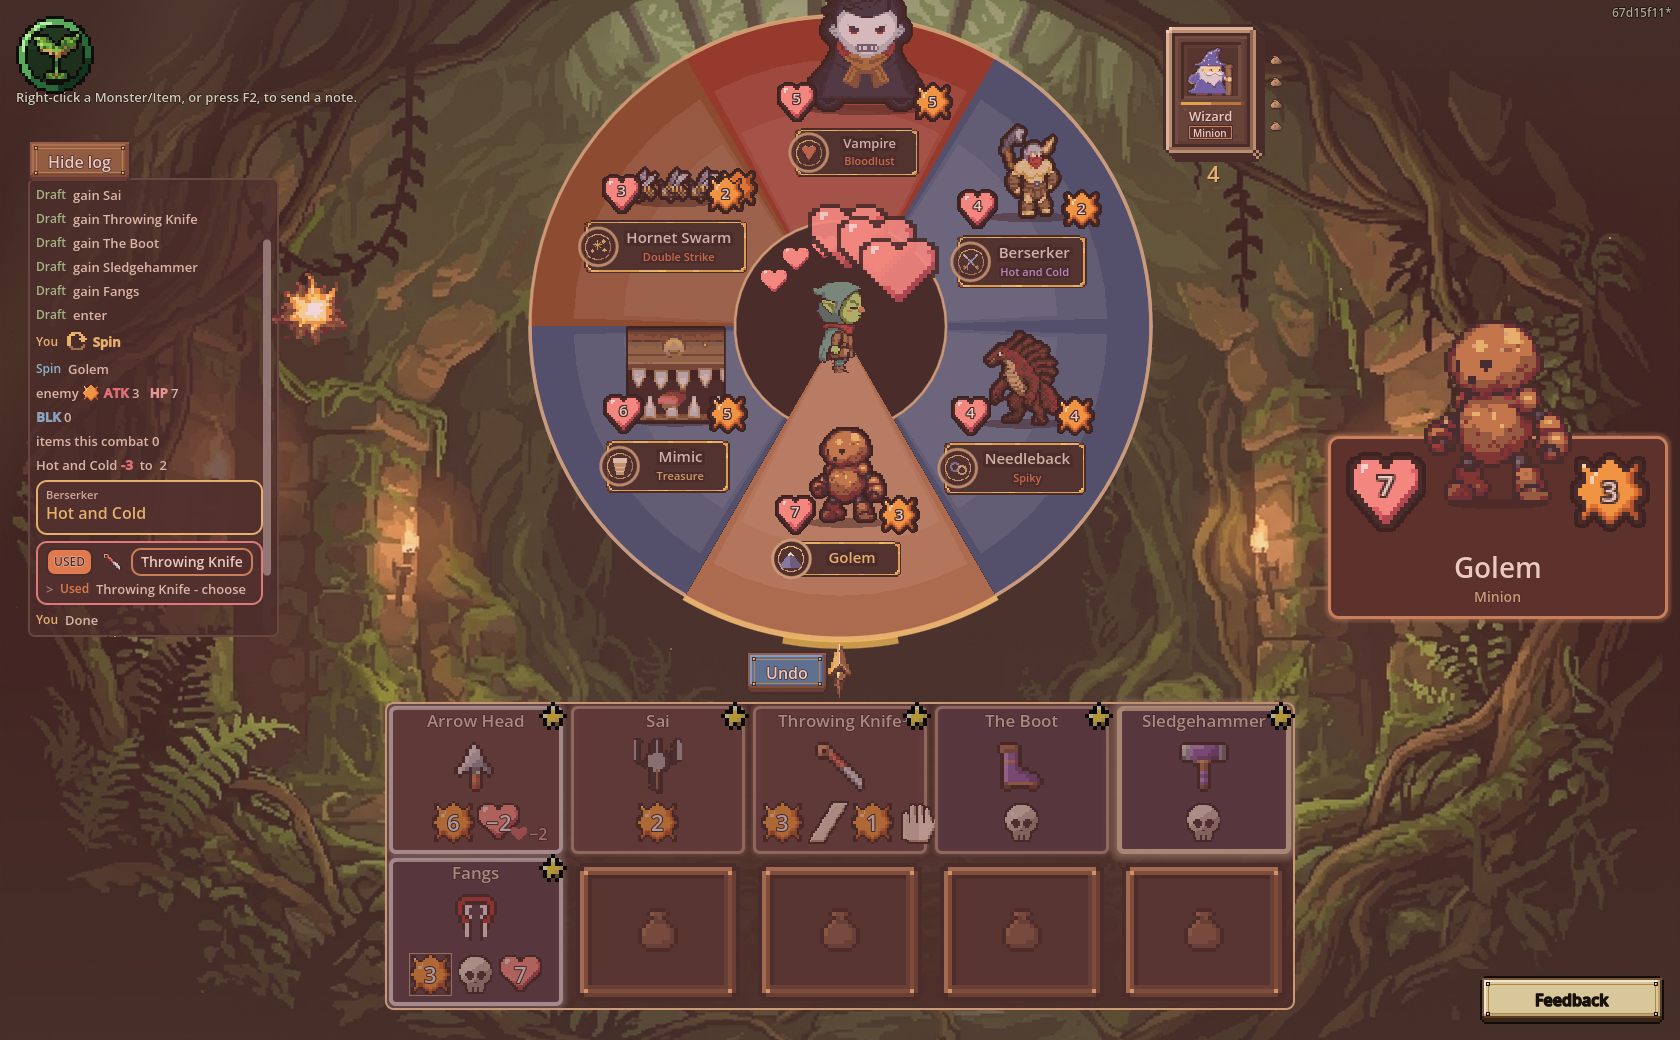 67d15f11*
Right-click a Monster/Item, or press F2, to send a note.
Hide log
Draft gain Sai
Draft gain Throwing Knife
Draft gain The Boot
Draft gain Sledgehammer
Draft gain Fangs
Draft enter
You Spin
Spin Golem
enemy ATK 3 HP 7
BLK 0
items this combat 0
Hot and Cold -3 to 2
Berserker
Hot and Cold
USED Throwing Knife
> Used Throwing Knife - choose
You Done
5
5
Vampire
Bloodlust
3
2
Hornet Swarm
Double Strike
4
2
Berserker
Hot and Cold
6
5
Mimic
Treasure
4
4
Needleback
Spiky
7
3
Golem
Wizard
Minion
4
7
3
Golem
Minion
Undo
Arrow Head
6
-2
-2
Sai
2
Throwing Knife
3
1
The Boot
Sledgehammer
Fangs
3
7
Feedback